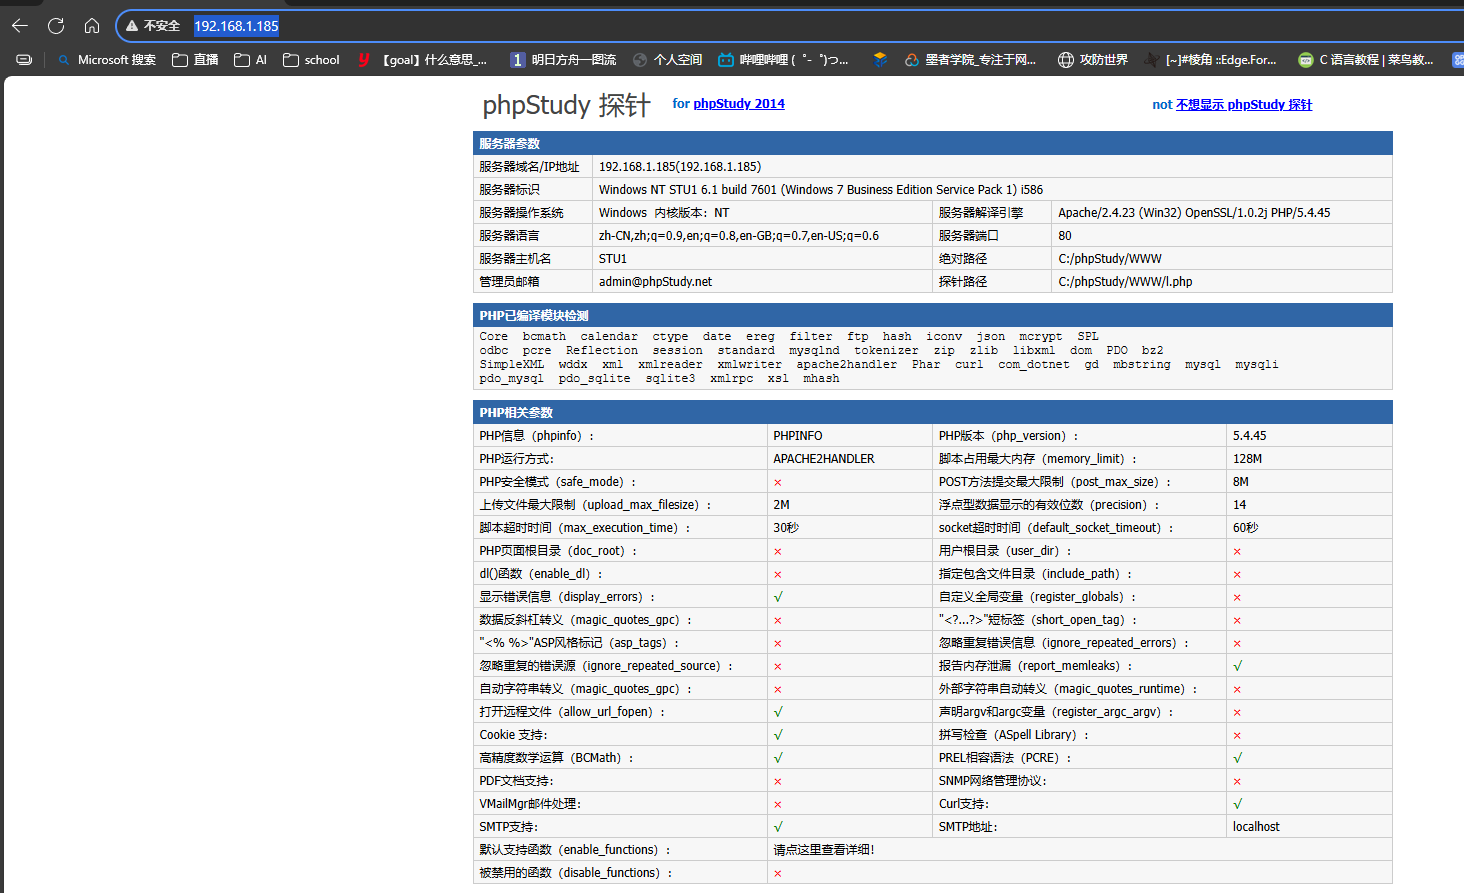 不安全 192.168.1.185
Microsoft 搜索 直播 AI school 【goal】什么意思_... 明日方舟一图流 个人空间 哔哩哔哩 (゜-゜)つ... 墨者学院_专注于网... 攻防世界 [~]#棱角 ::Edge.For... C 语言教程 | 菜鸟教...
phpStudy 探针 for phpStudy 2014 not 不想显示 phpStudy 探针
服务器参数
服务器域名/IP地址 192.168.1.185(192.168.1.185)
服务器标识 Windows NT STU1 6.1 build 7601 (Windows 7 Business Edition Service Pack 1) i586
服务器操作系统 Windows 内核版本：NT 服务器解译引擎 Apache/2.4.23 (Win32) OpenSSL/1.0.2j PHP/5.4.45
服务器语言 zh-CN,zh;q=0.9,en;q=0.8,en-GB;q=0.7,en-US;q=0.6 服务器端口 80
服务器主机名 STU1 绝对路径 C:/phpStudy/WWW
管理员邮箱 admin@phpStudy.net 探针路径 C:/phpStudy/WWW/l.php
PHP已编译模块检测
Core bcmath calendar ctype date ereg filter ftp hash iconv json mcrypt SPL
odbc pcre Reflection session standard mysqlnd tokenizer zip zlib libxml dom PDO bz2
SimpleXML wddx xml xmlreader xmlwriter apache2handler Phar curl com_dotnet gd mbstring mysql mysqli
pdo_mysql pdo_sqlite sqlite3 xmlrpc xsl mhash
PHP相关参数
PHP信息（phpinfo）： PHPINFO PHP版本（php_version）： 5.4.45
PHP运行方式： APACHE2HANDLER 脚本占用最大内存（memory_limit）： 128M
PHP安全模式（safe_mode）： × POST方法提交最大限制（post_max_size）： 8M
上传文件最大限制（upload_max_filesize）： 2M 浮点型数据显示的有效位数（precision）： 14
脚本超时时间（max_execution_time）： 30秒 socket超时时间（default_socket_timeout）： 60秒
PHP页面根目录（doc_root）： × 用户根目录（user_dir）： ×
dl()函数（enable_dl）： × 指定包含文件目录（include_path）： ×
显示错误信息（display_errors）： √ 自定义全局变量（register_globals）： ×
数据反斜杠转义（magic_quotes_gpc）： × "<?...?>"短标签（short_open_tag）： ×
"<% %>"ASP风格标记（asp_tags）： × 忽略重复错误信息（ignore_repeated_errors）： ×
忽略重复的错误源（ignore_repeated_source）： × 报告内存泄漏（report_memleaks）： √
自动字符串转义（magic_quotes_gpc）： × 外部字符串自动转义（magic_quotes_runtime）： ×
打开远程文件（allow_url_fopen）： √ 声明argv和argc变量（register_argc_argv）： ×
Cookie 支持： √ 拼写检查（ASpell Library）： ×
高精度数学运算（BCMath）： √ PREL相容语法（PCRE）： √
PDF文档支持： × SNMP网络管理协议： ×
VMailMgr邮件处理： × Curl支持： √
SMTP支持： √ SMTP地址： localhost
默认支持函数（enable_functions）： 请点这里查看详细！
被禁用的函数（disable_functions）： ×